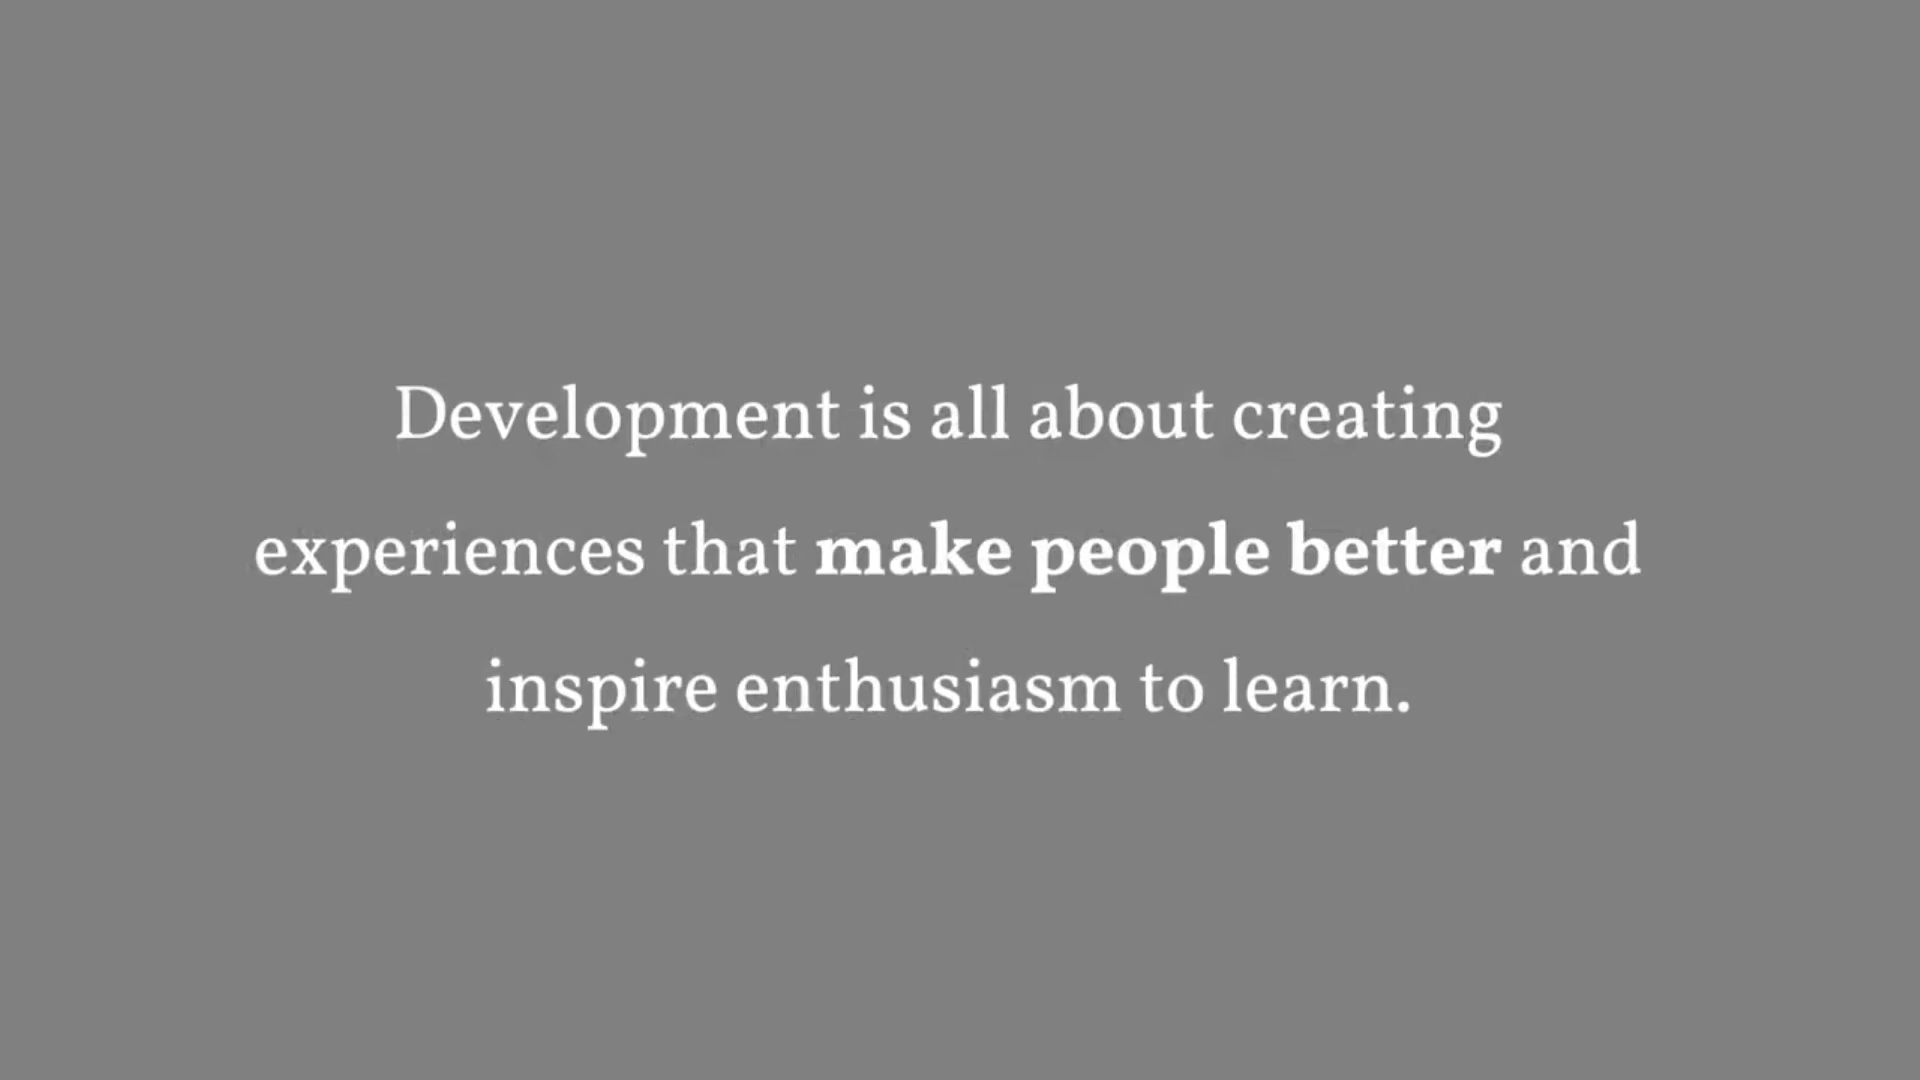 Development is all about creating
experiences that make people better and
inspire enthusiasm to learn.